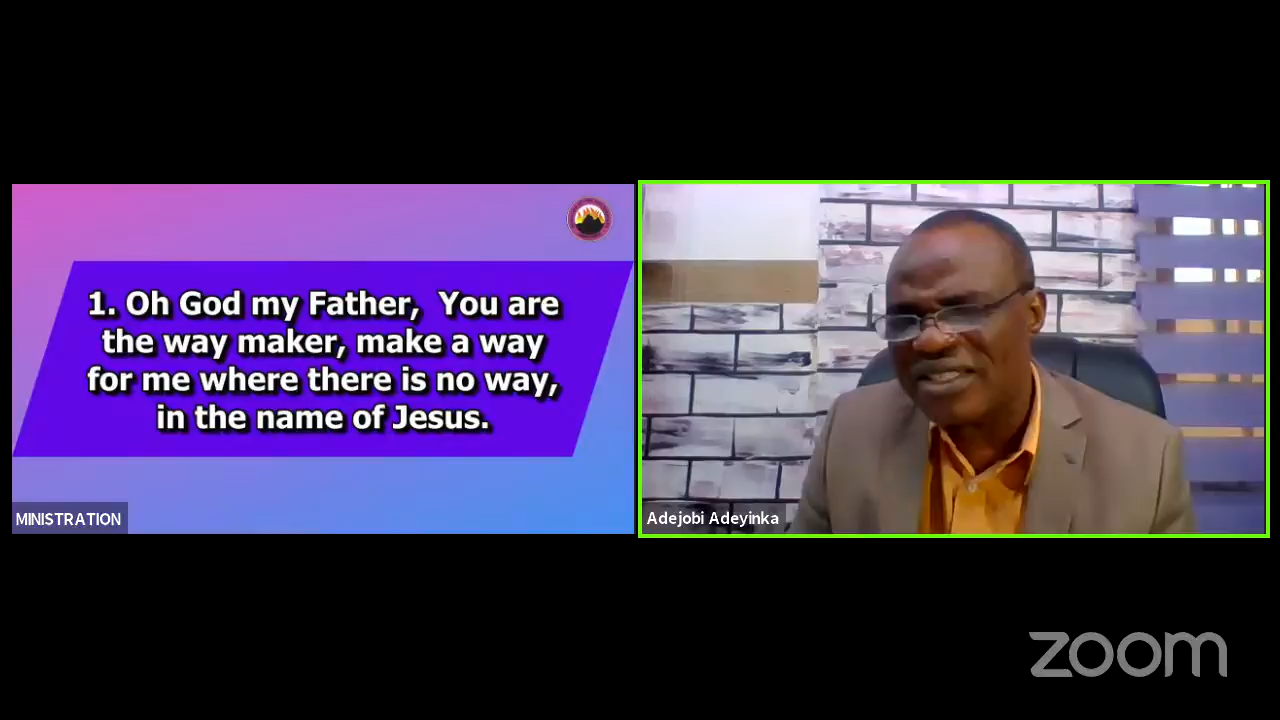 1. Oh God my Father, You are
the way maker, make a way
for me where there is no way,
in the name of Jesus.
MINISTRATION
Adejobi Adeyinka
zoom